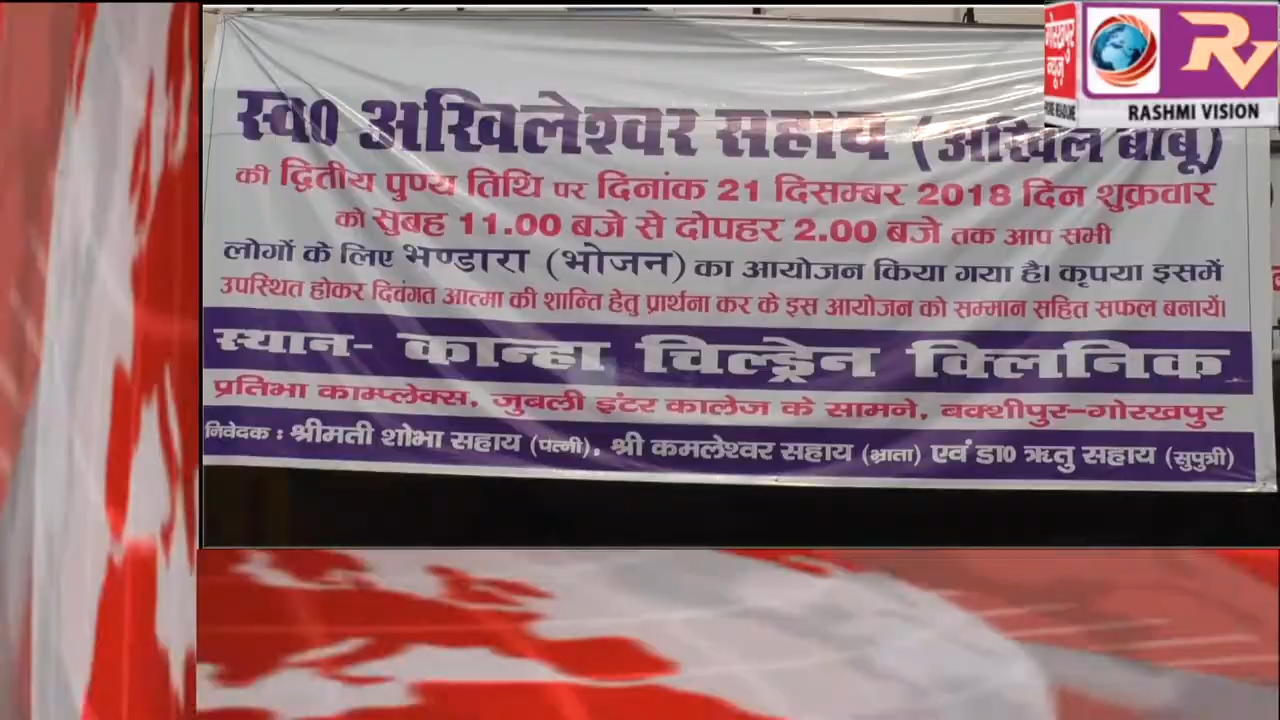 गोरखपुर न्यूज़
RV
RASHMI VISION
स्व0 अखिलेश्वर सहाय (अखिल बाबू)
की द्वितीय पुण्य तिथि पर दिनांक 21 दिसम्बर 2018 दिन शुक्रवार
को सुबह 11.00 बजे से दोपहर 2.00 बजे तक आप सभी
लोगों के लिए भण्डारा (भोजन) का आयोजन किया गया है। कृपया इसमें
उपस्थित होकर दिवंगत आत्मा की शान्ति हेतु प्रार्थना कर के इस आयोजन को सम्मान सहित सफल बनायें।
स्थान- कान्हा चिल्ड्रेन क्लिनिक
प्रतिभा काम्प्लेक्स, जुबली इंटर कालेज के सामने, बक्शीपुर-गोरखपुर
निवेदक : श्रीमती शोभा सहाय (पत्नी), श्री कमलेश्वर सहाय (भ्राता) एवं डा0 ऋतु सहाय (सुपुत्री)